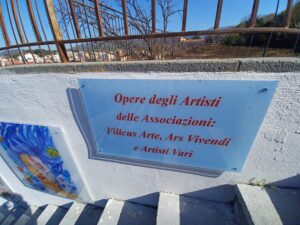 Opere degli Artisti
delle Associazioni:
Filicus Arte, Ars Vivendi
e Artisti Vari